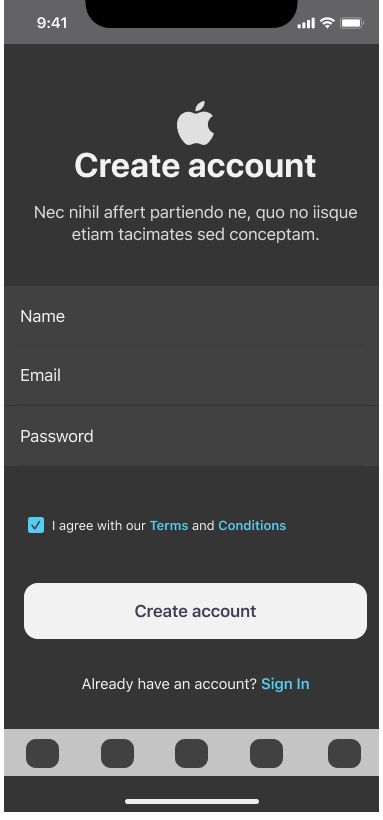 9:41
Create account
Nec nihil affert partiendo ne, quo no iisque
etiam tacimates sed conceptam.
Name
Email
Password
I agree with our Terms and Conditions
Create account
Already have an account? Sign In